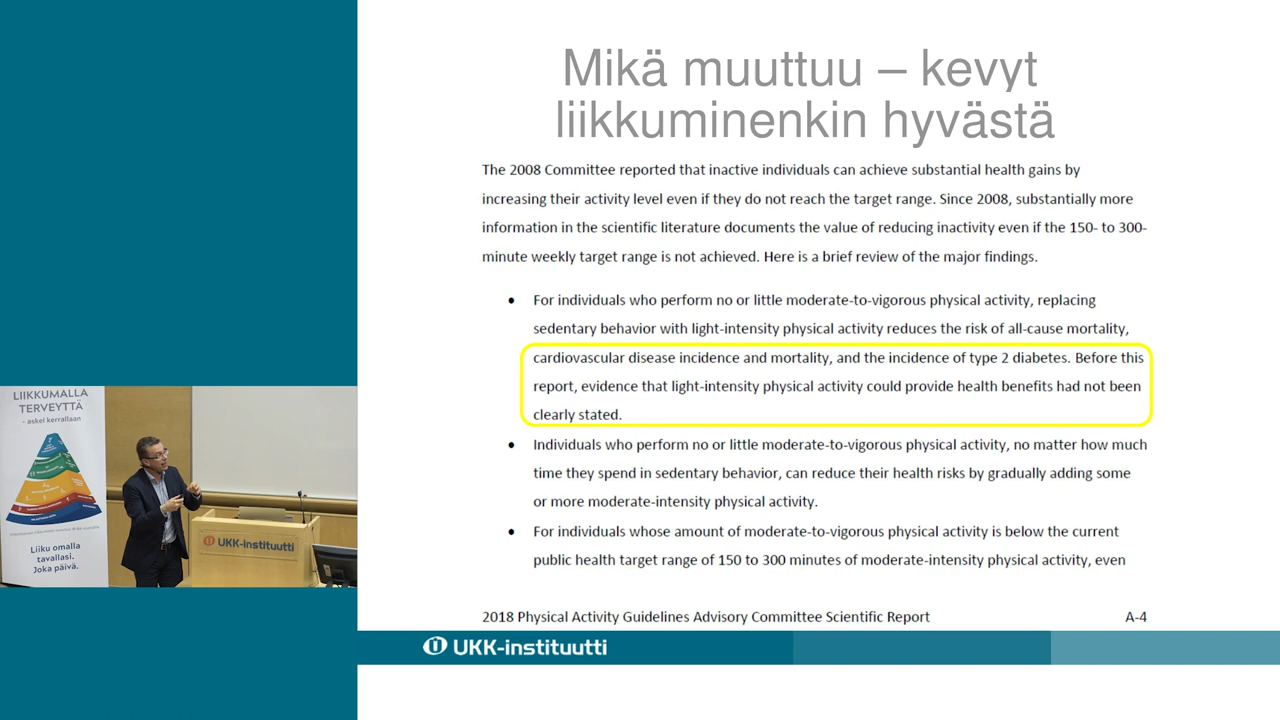 Mikä muuttuu – kevyt
liikkuminenkin hyvästä
The 2008 Committee reported that inactive individuals can achieve substantial health gains by
increasing their activity level even if they do not reach the target range. Since 2008, substantially more
information in the scientific literature documents the value of reducing inactivity even if the 150- to 300-
minute weekly target range is not achieved. Here is a brief review of the major findings.
• For individuals who perform no or little moderate-to-vigorous physical activity, replacing
sedentary behavior with light-intensity physical activity reduces the risk of all-cause mortality,
cardiovascular disease incidence and mortality, and the incidence of type 2 diabetes. Before this
report, evidence that light-intensity physical activity could provide health benefits had not been
clearly stated.
• Individuals who perform no or little moderate-to-vigorous physical activity, no matter how much
time they spend in sedentary behavior, can reduce their health risks by gradually adding some
or more moderate-intensity physical activity.
• For individuals whose amount of moderate-to-vigorous physical activity is below the current
public health target range of 150 to 300 minutes of moderate-intensity physical activity, even
2018 Physical Activity Guidelines Advisory Committee Scientific Report A-4
UKK-instituutti
LIIKKUMALLA
TERVEYTTÄ
– askel kerrallaan
Liiku omalla
tavallasi.
Joka päivä.
UKK-instituutti